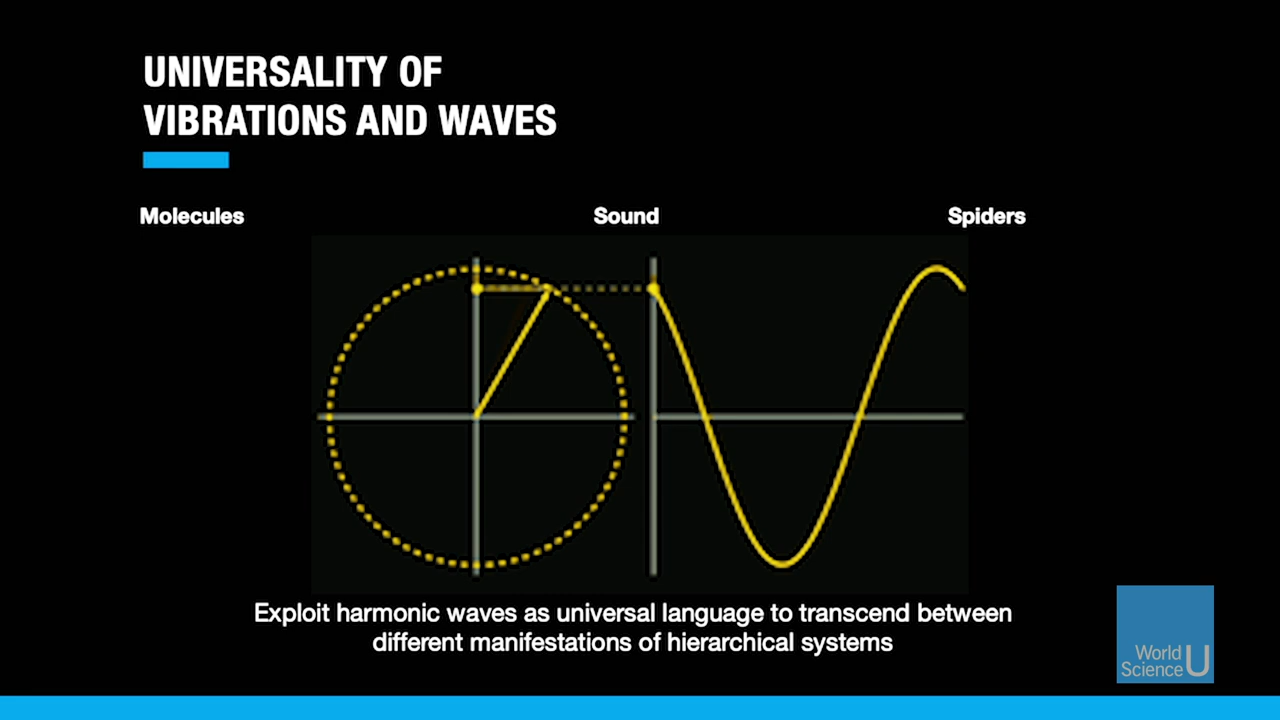 UNIVERSALITY OF
VIBRATIONS AND WAVES
Molecules
Sound
Spiders
Exploit harmonic waves as universal language to transcend between
different manifestations of hierarchical systems
World
Science U